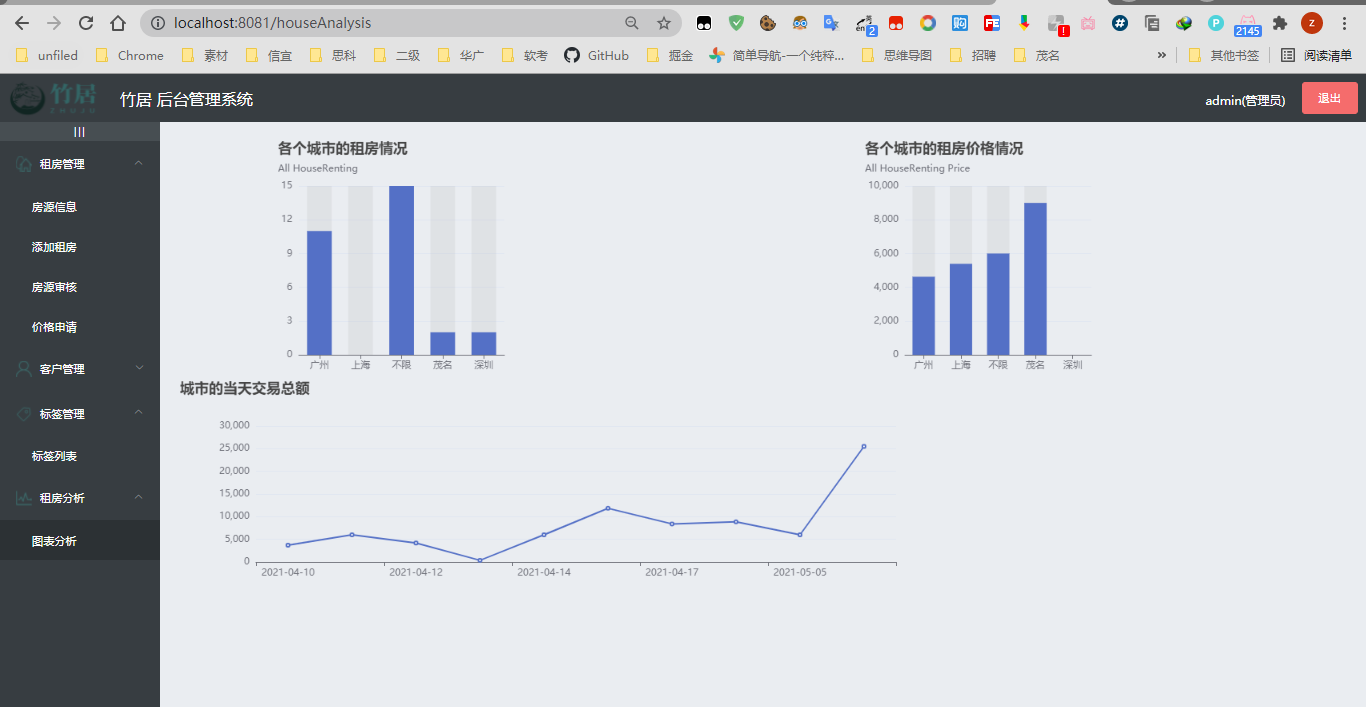 localhost:8081/houseAnalysis
en 2 FE 购 ! # P 2145 Z
unfiled Chrome 素材 信宜 思科 二级 华广 软考 GitHub 掘金 简单导航-一个纯粹... 思维导图 招聘 茂名 » 其他书签 阅读清单
竹居 ZHUJU 竹居 后台管理系统 admin(管理员) 退出
租房管理
房源信息
添加租房
房源审核
价格申请
客户管理
标签管理
标签列表
租房分析
图表分析
各个城市的租房情况
All HouseRenting
15
12
9
6
3
0
广州 上海 不限 茂名 深圳
各个城市的租房价格情况
All HouseRenting Price
10,000
8,000
6,000
4,000
2,000
0
广州 上海 不限 茂名 深圳
城市的当天交易总额
30,000
25,000
20,000
15,000
10,000
5,000
0
2021-04-10 2021-04-12 2021-04-14 2021-04-17 2021-05-05